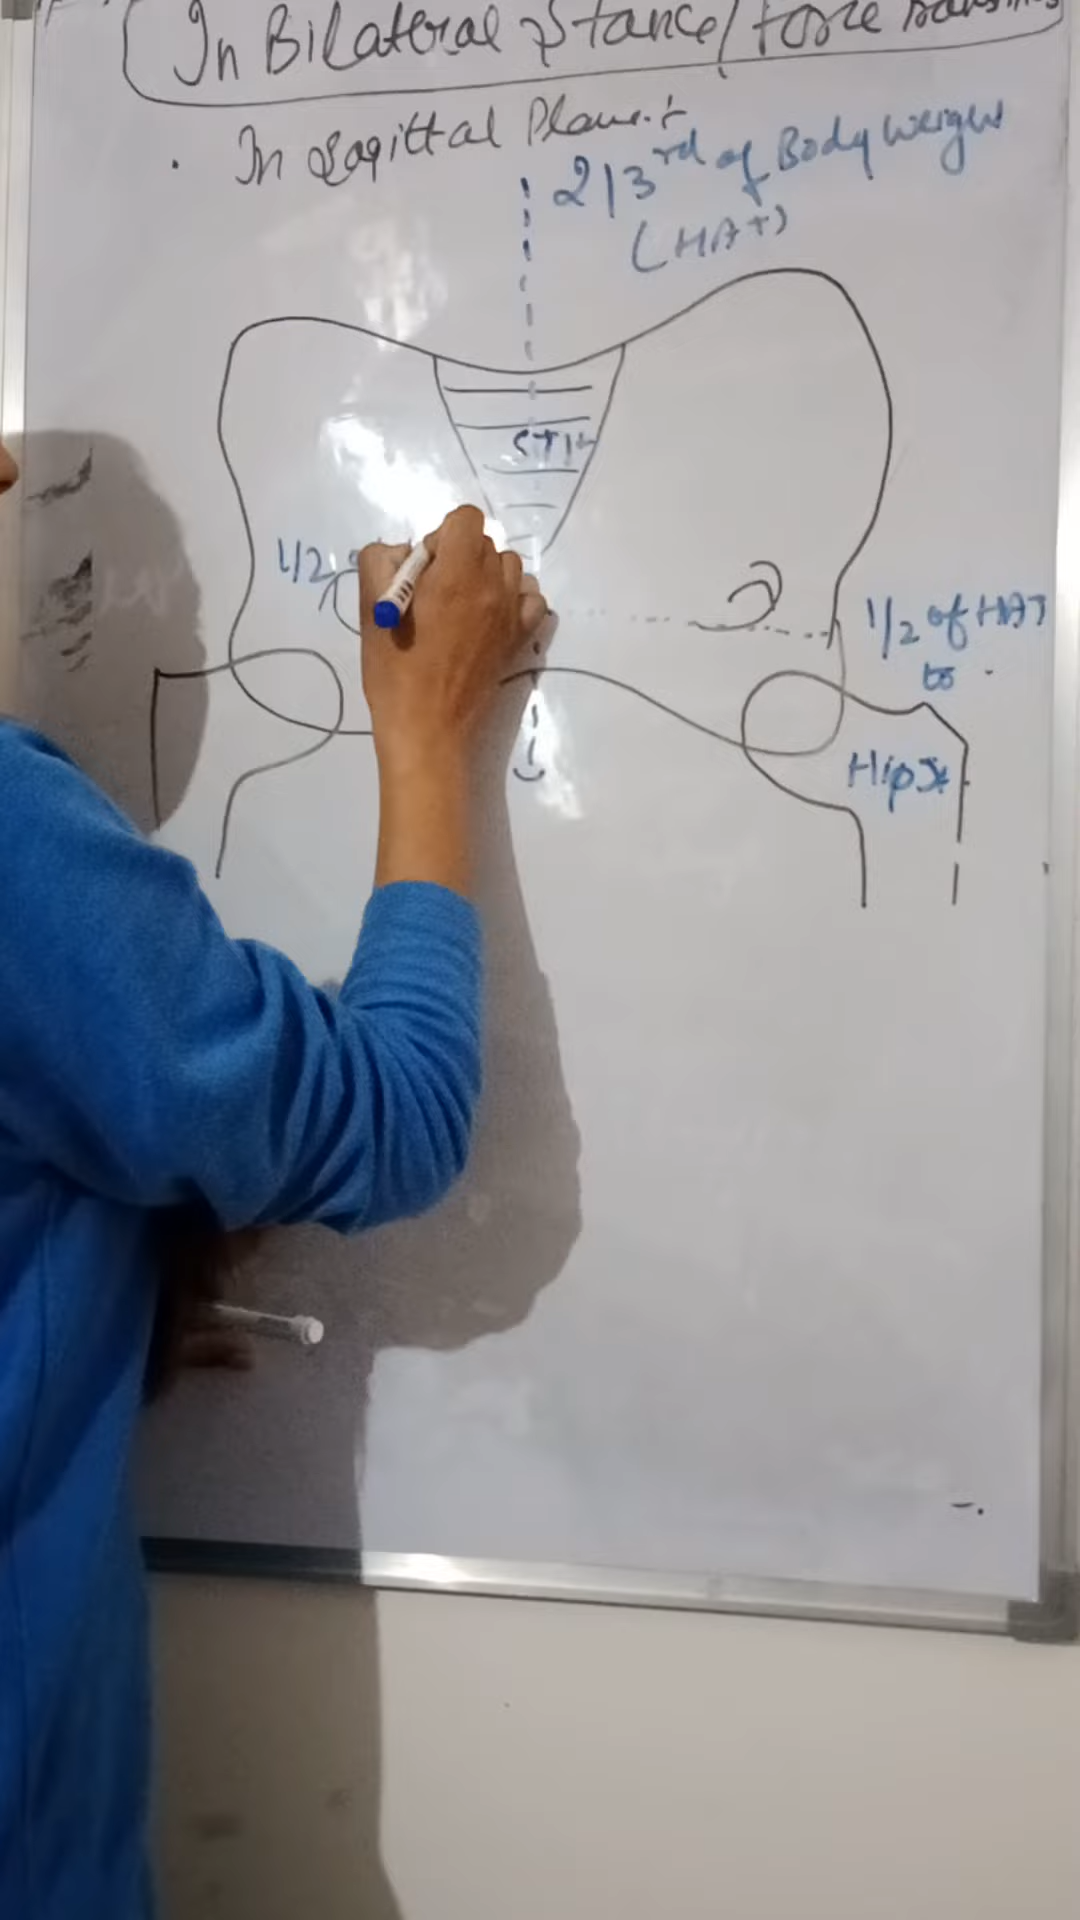 In Bilateral Stance/ force
. In Sagittal Plane:t
2/3rd of Body Weight
(HAT)
1/2
1/2 of HAT
to
Hip Jt